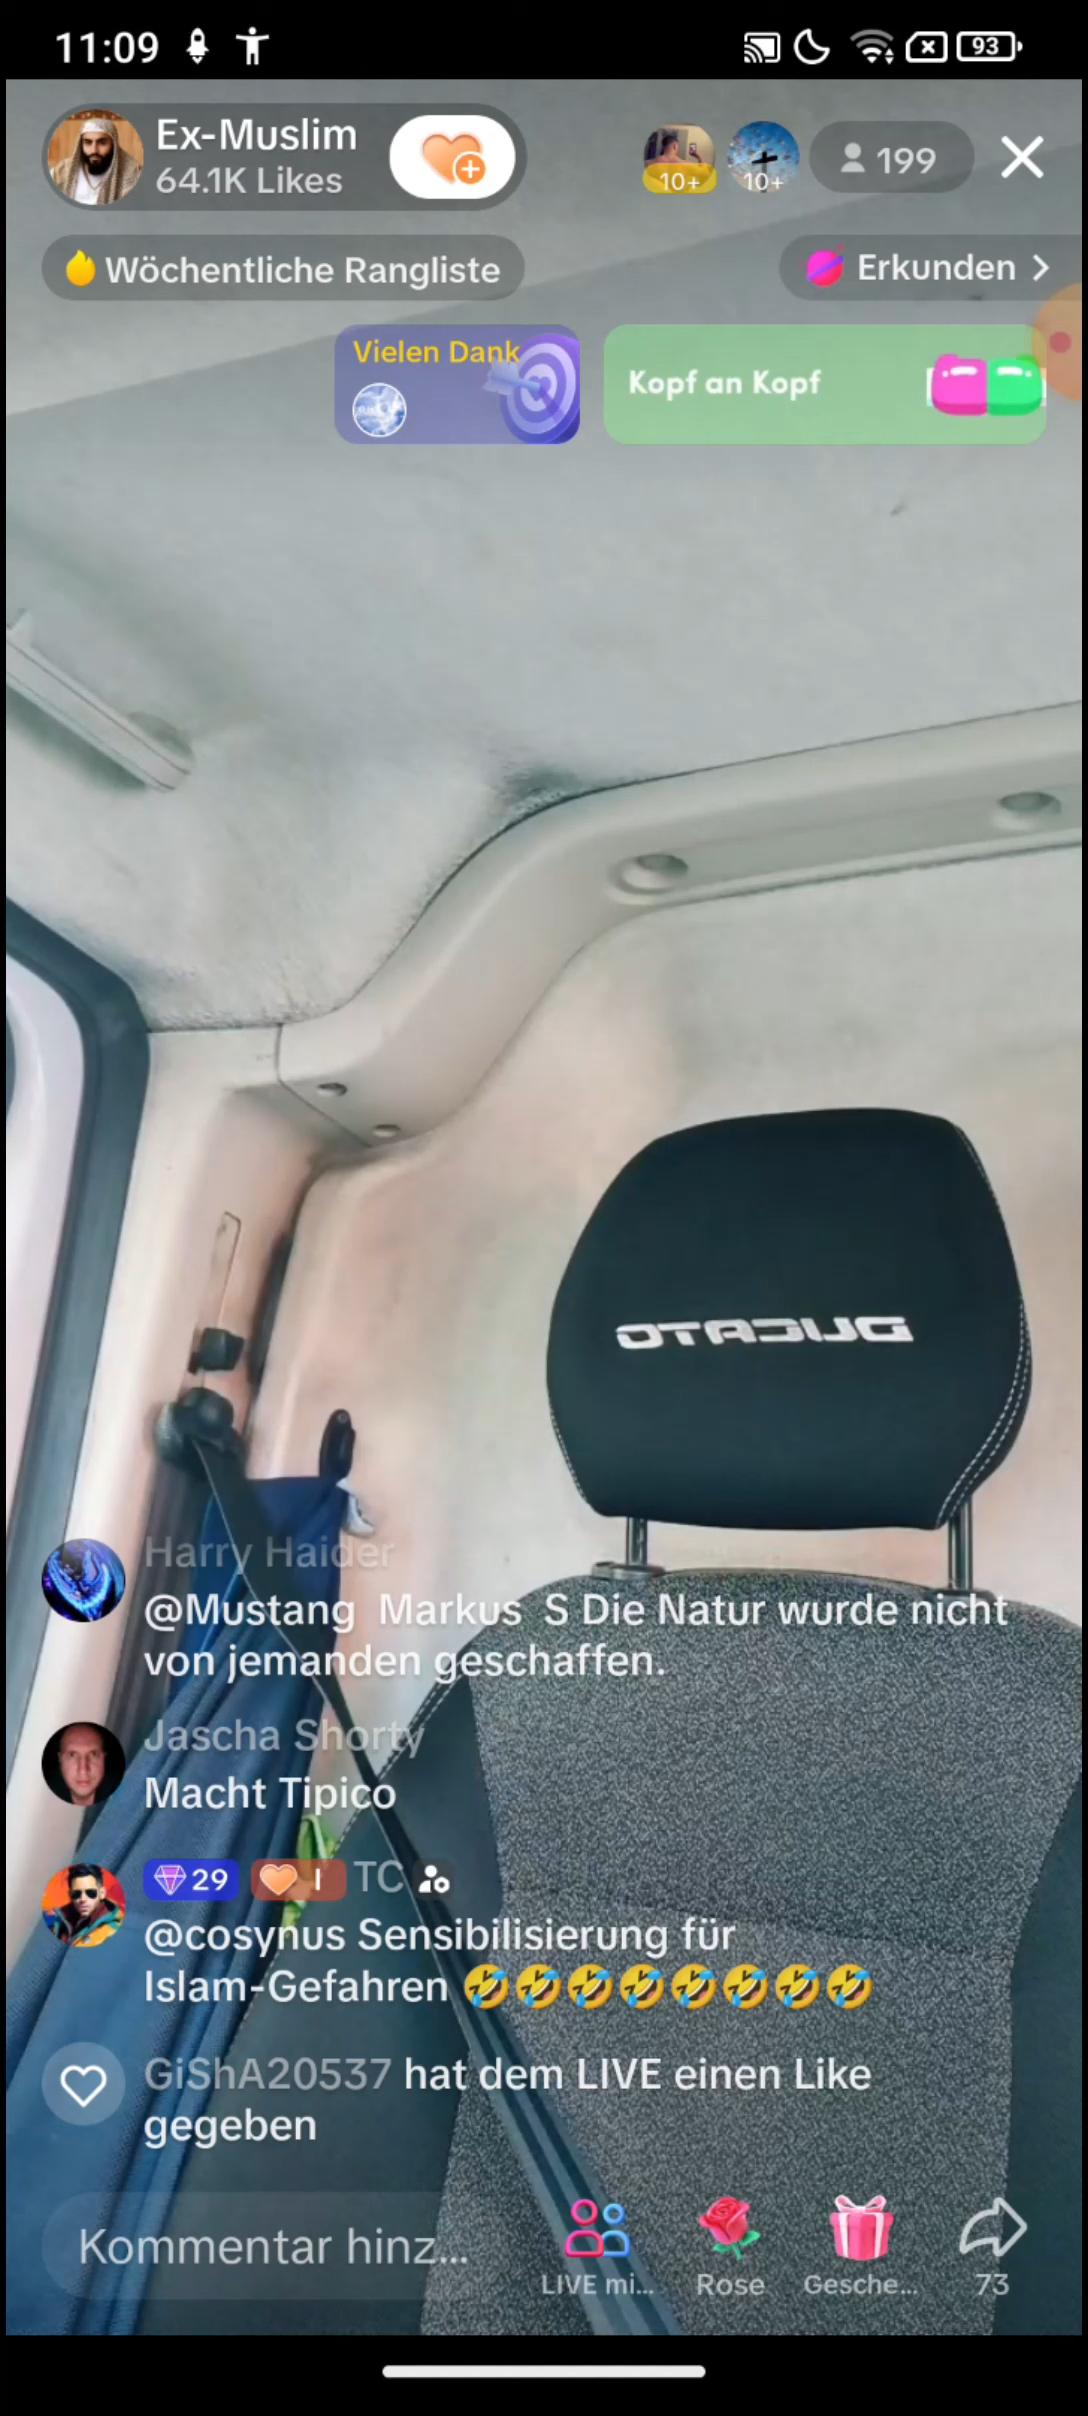 11:09
93
Ex-Muslim
64.1K Likes
10+
10+
199
Wöchentliche Rangliste
Erkunden
Vielen Dank
Kopf an Kopf
DUCATO
Harry Haider
@Mustang Markus S Die Natur wurde nicht
von jemanden geschaffen.
Jascha Shorty
Macht Tipico
29 I TC
@cosynus Sensibilisierung für
Islam-Gefahren 🤣🤣🤣🤣🤣🤣🤣🤣
GiShA20537 hat dem LIVE einen Like
gegeben
Kommentar hinz...
LIVE mi...
Rose
Gesche...
73